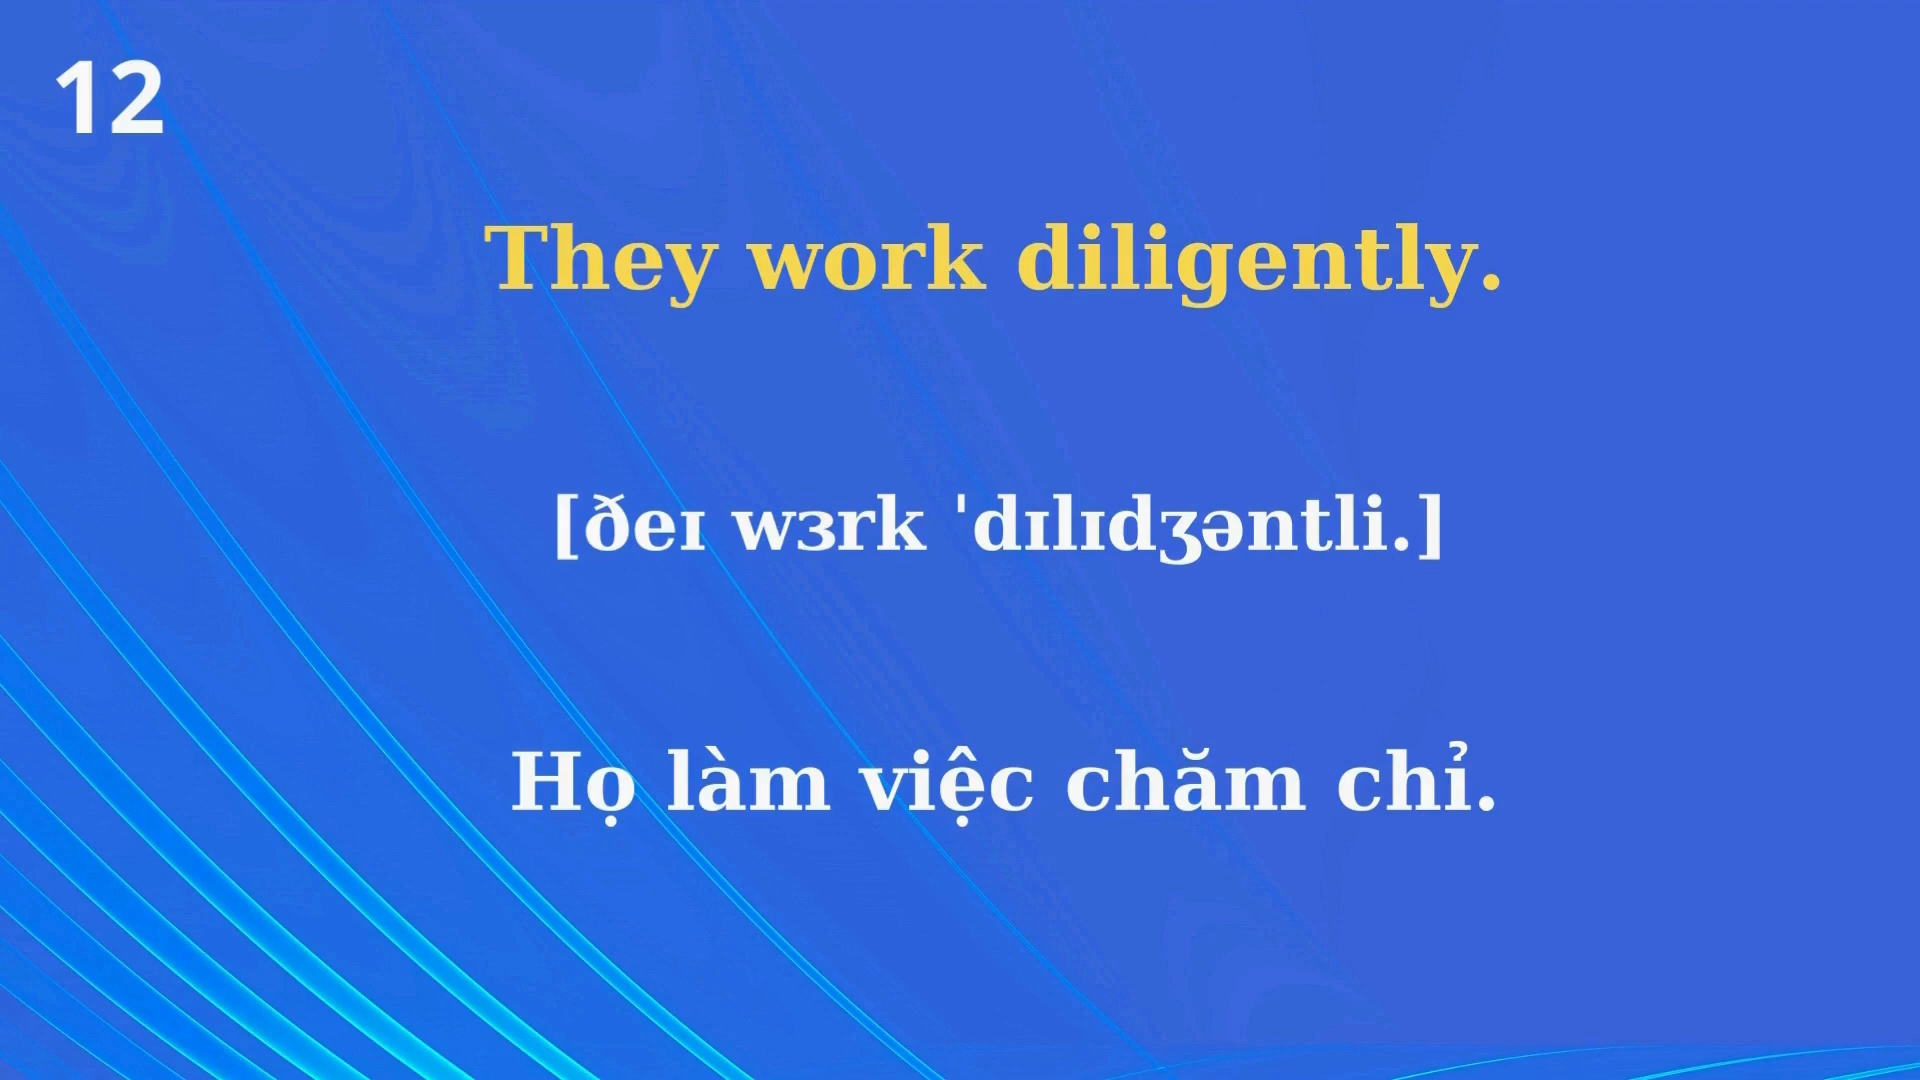 12
They work diligently.
[ðeɪ wɜrk ˈdɪlɪdʒəntli.]
Họ làm việc chăm chỉ.